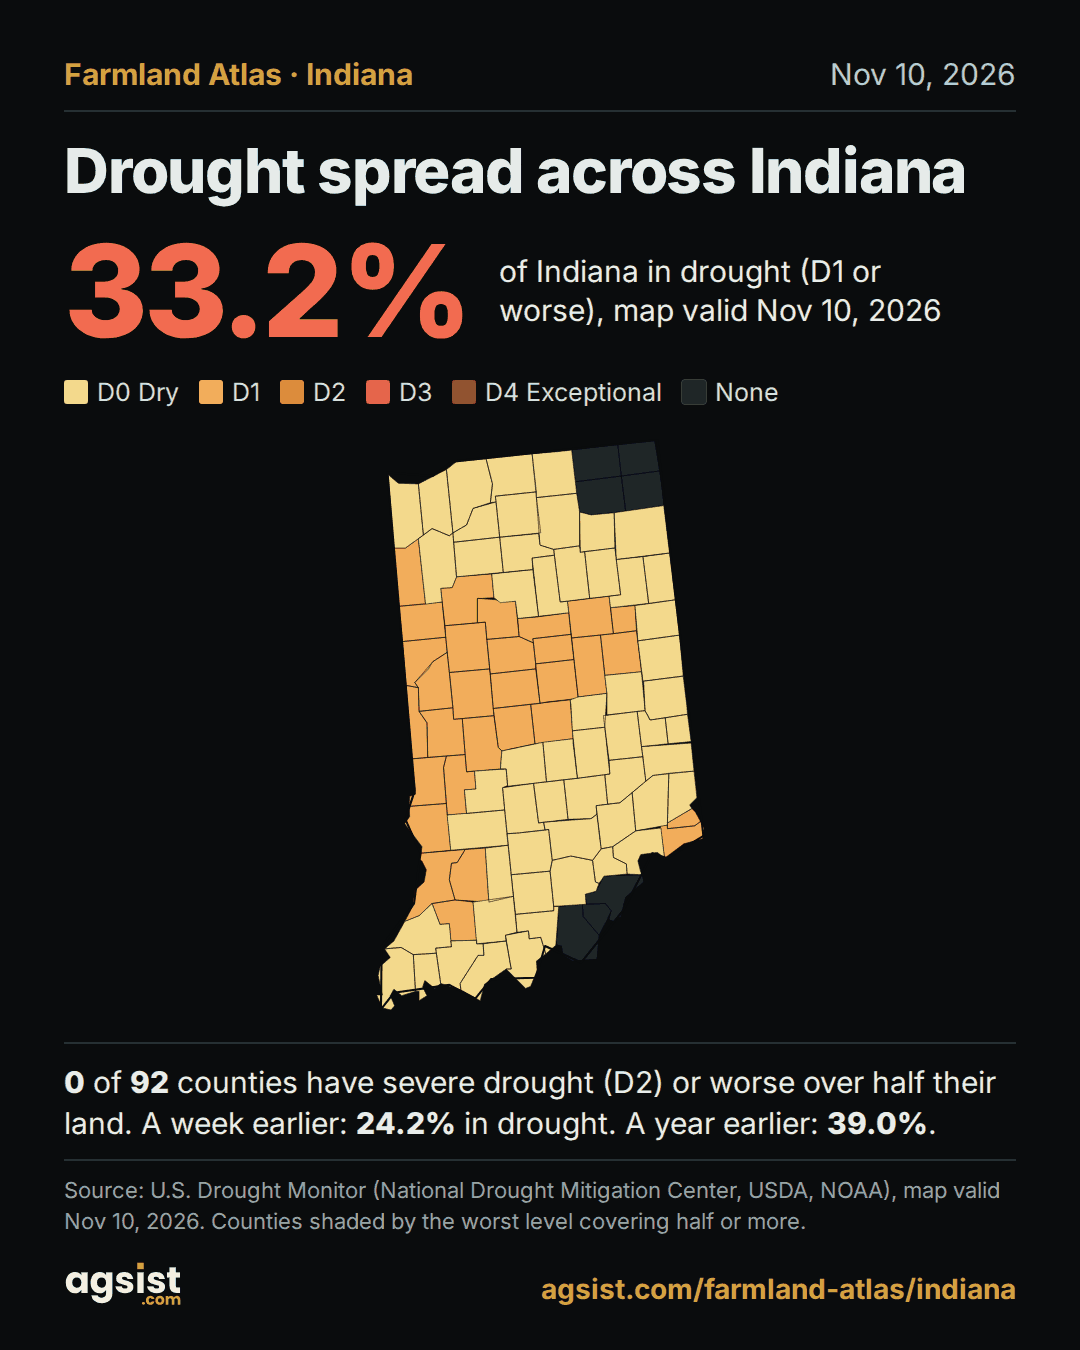 Farmland Atlas · Indiana
Nov 10, 2026
Drought spread across Indiana
33.2%
of Indiana in drought (D1 or
worse), map valid Nov 10, 2026
D0 Dry D1 D2 D3 D4 Exceptional None
0 of 92 counties have severe drought (D2) or worse over half their
land. A week earlier: 24.2% in drought. A year earlier: 39.0%.
Source: U.S. Drought Monitor (National Drought Mitigation Center, USDA, NOAA), map valid
Nov 10, 2026. Counties shaded by the worst level covering half or more.
agsist
.com
agsist.com/farmland-atlas/indiana